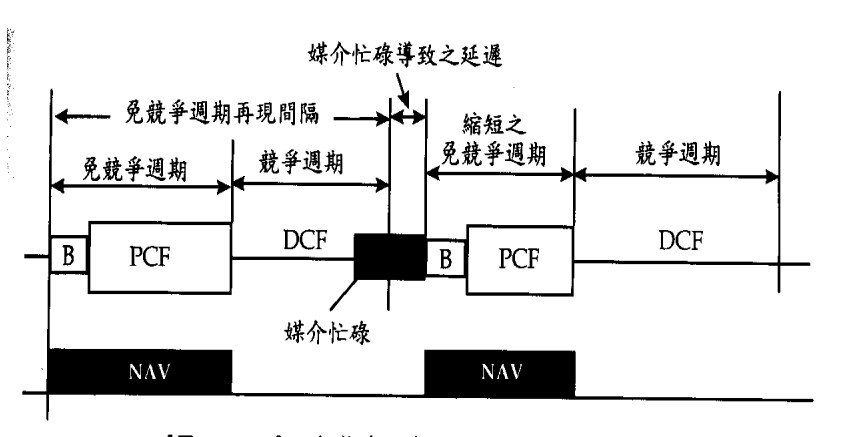 媒介忙碌導致之延遲
免競爭週期再現間隔
縮短之
免競爭週期
競爭週期
免競爭週期
競爭週期
B
PCF
DCF
B
PCF
DCF
媒介忙碌
NAV
NAV